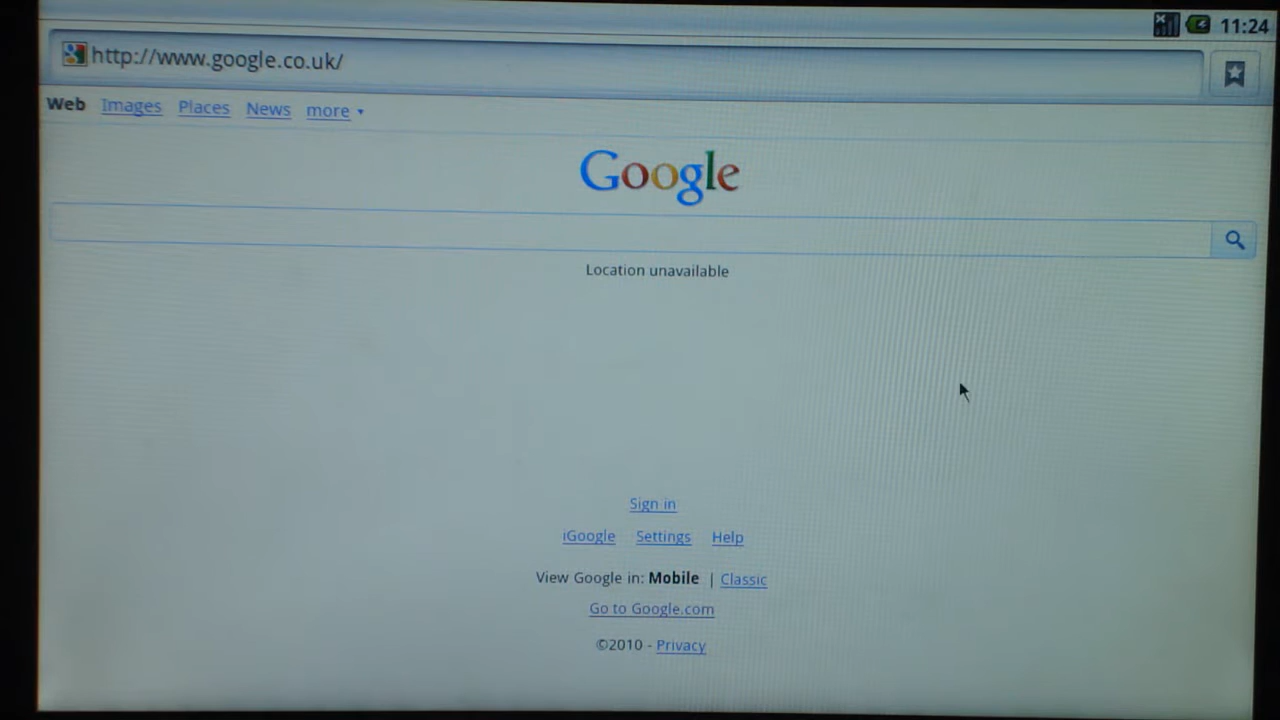 11:24
http://www.google.co.uk/
Web Images Places News more
Google
Location unavailable
Sign in
iGoogle Settings Help
View Google in: Mobile | Classic
Go to Google.com
©2010 - Privacy